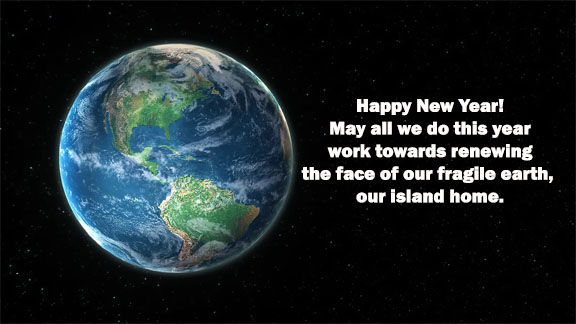 Happy New Year!
May all we do this year
work towards renewing
the face of our fragile earth,
our island home.